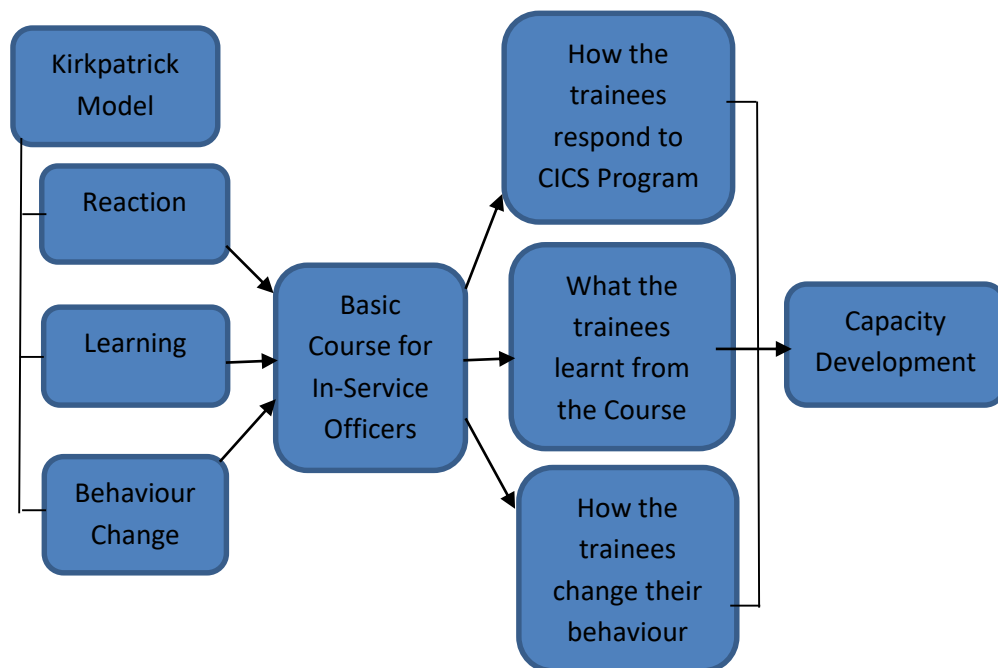 Kirkpatrick
Model
Reaction
Learning
Behaviour
Change
Basic
Course for
In-Service
Officers
How the
trainees
respond to
CICS Program
What the
trainees
learnt from
the Course
How the
trainees
change their
behaviour
Capacity
Development